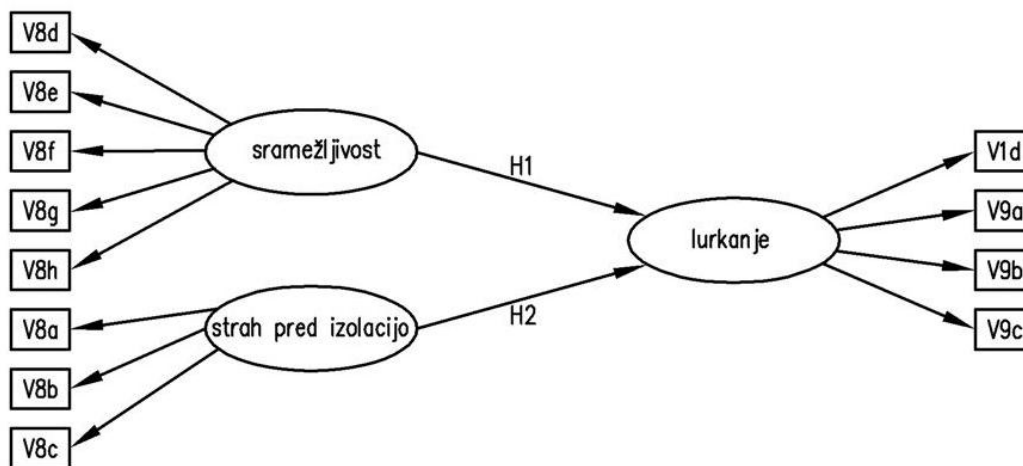 V8d
V8e
V8f
V8g
V8h
V8a
V8b
V8c
sramežljivost
strah pred izolacijo
H1
H2
lurkanje
V1d
V9a
V9b
V9c